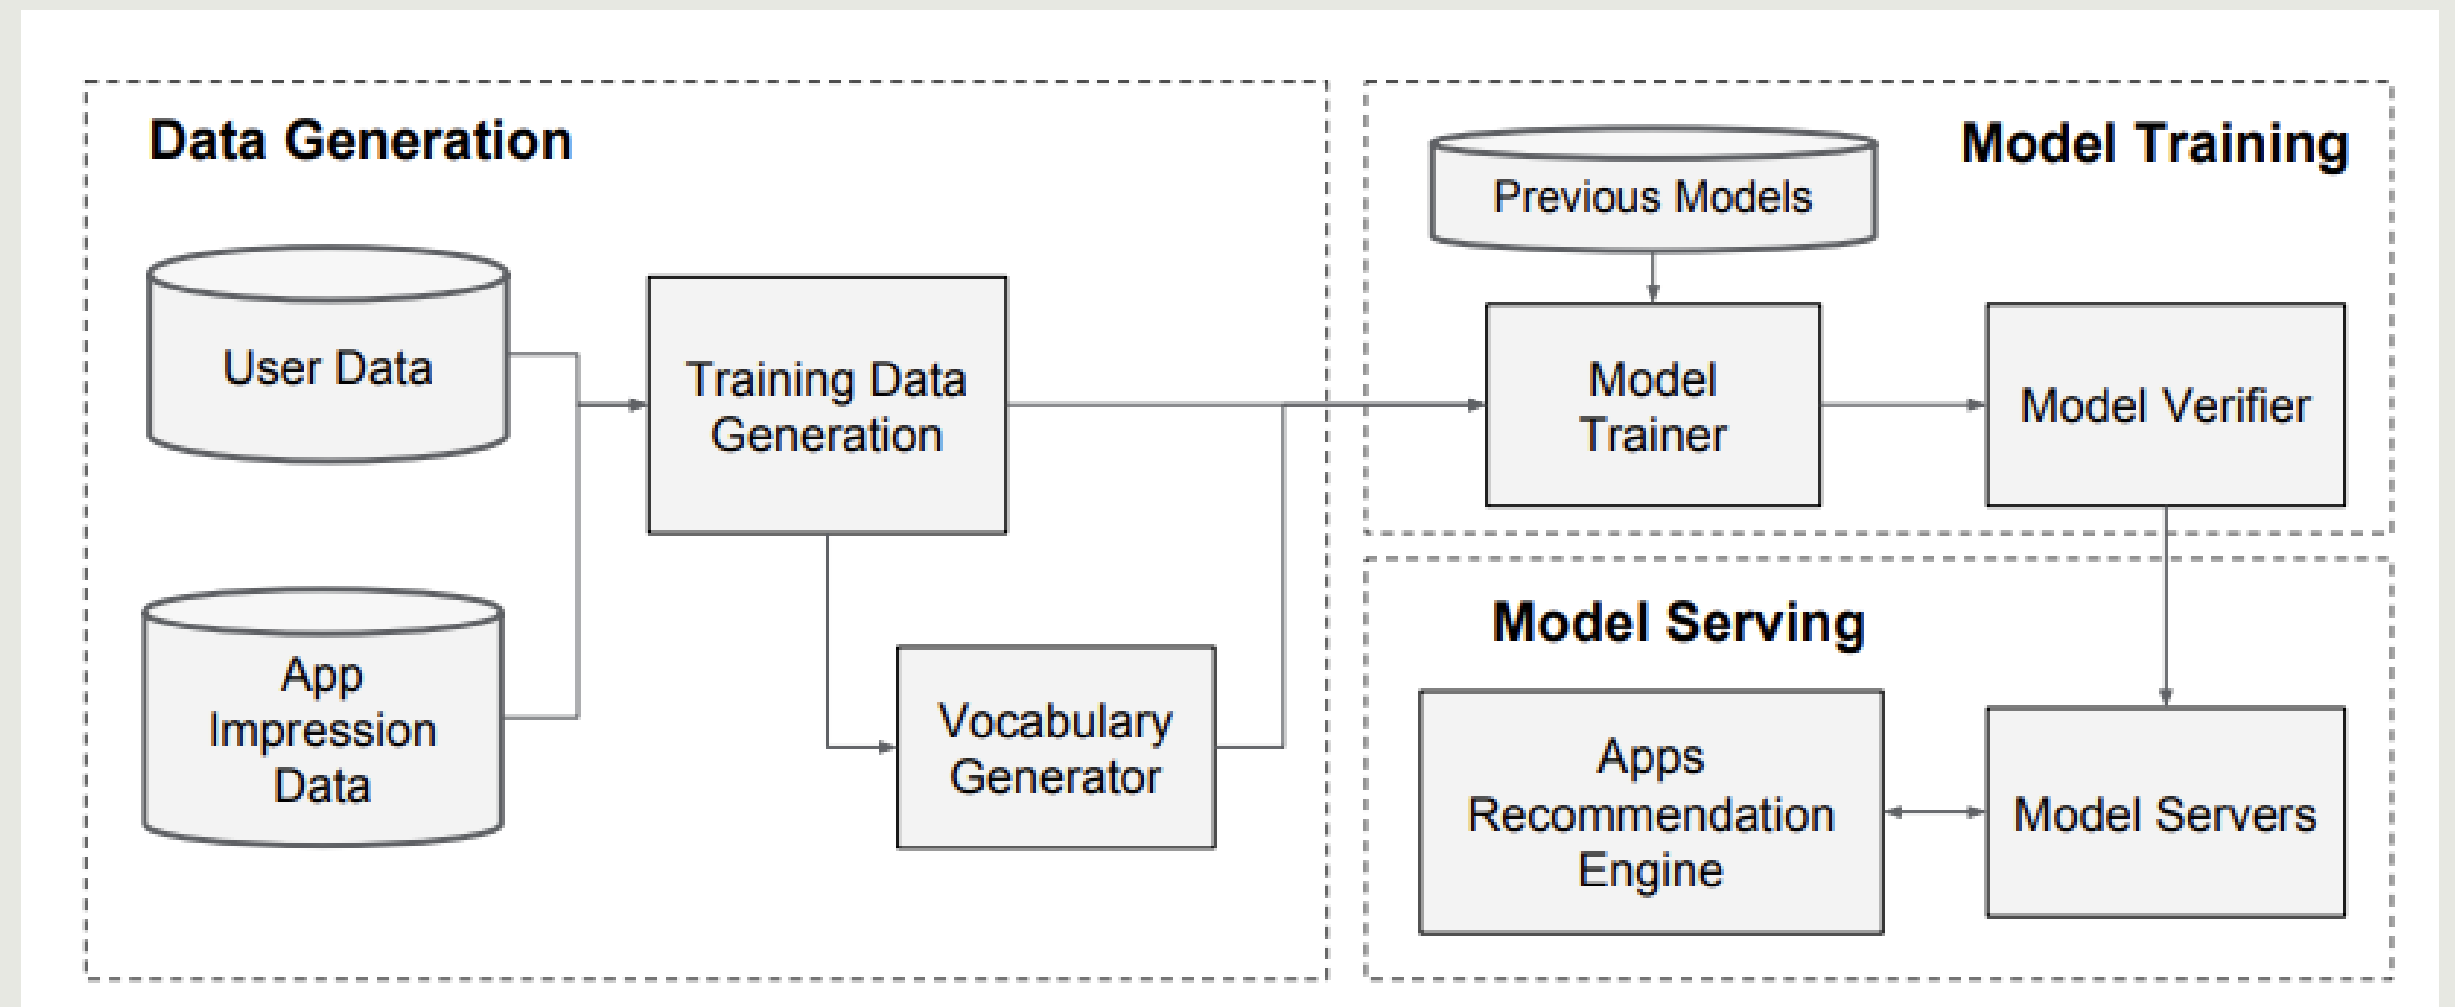 Data Generation
User Data
App
Impression
Data
Training Data
Generation
Vocabulary
Generator
Model Training
Previous Models
Model
Trainer
Model Verifier
Model Serving
Apps
Recommendation
Engine
Model Servers